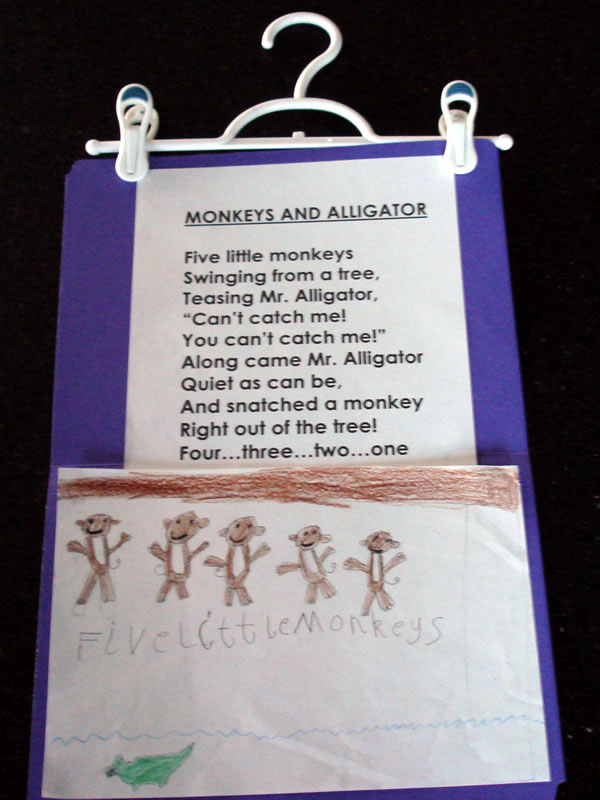 MONKEYS AND ALLIGATOR
Five little monkeys
Swinging from a tree,
Teasing Mr. Alligator,
“Can’t catch me!
You can’t catch me!”
Along came Mr. Alligator
Quiet as can be,
And snatched a monkey
Right out of the tree!
Four…three…two…one
FiveLittleMonkeys